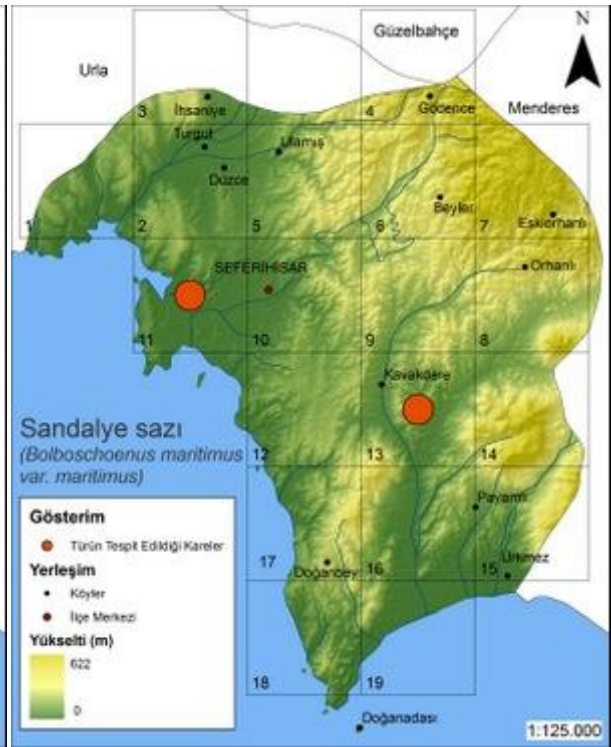 N
Güzelbahçe
Urla
Menderes
3
4
İhsaniye
Gödence
Turgut
Ulamış
Düzce
Beyler
Eskiorhanlı
1
2
5
6
7
SEFERİHİSAR
Orhanlı
11
10
9
8
Kavakdere
Sandalye sazı
(Bolboschoenus maritimus
var. maritimus)
12
13
14
Payamlı
Gösterim
Türün Tespit Edildiği Kareler
Yerleşim
Köyler
İlçe Merkezi
Yükselti (m)
622
0
17
Doğanbey
16
15
Ürkmez
18
19
Doğanadası
1:125.000